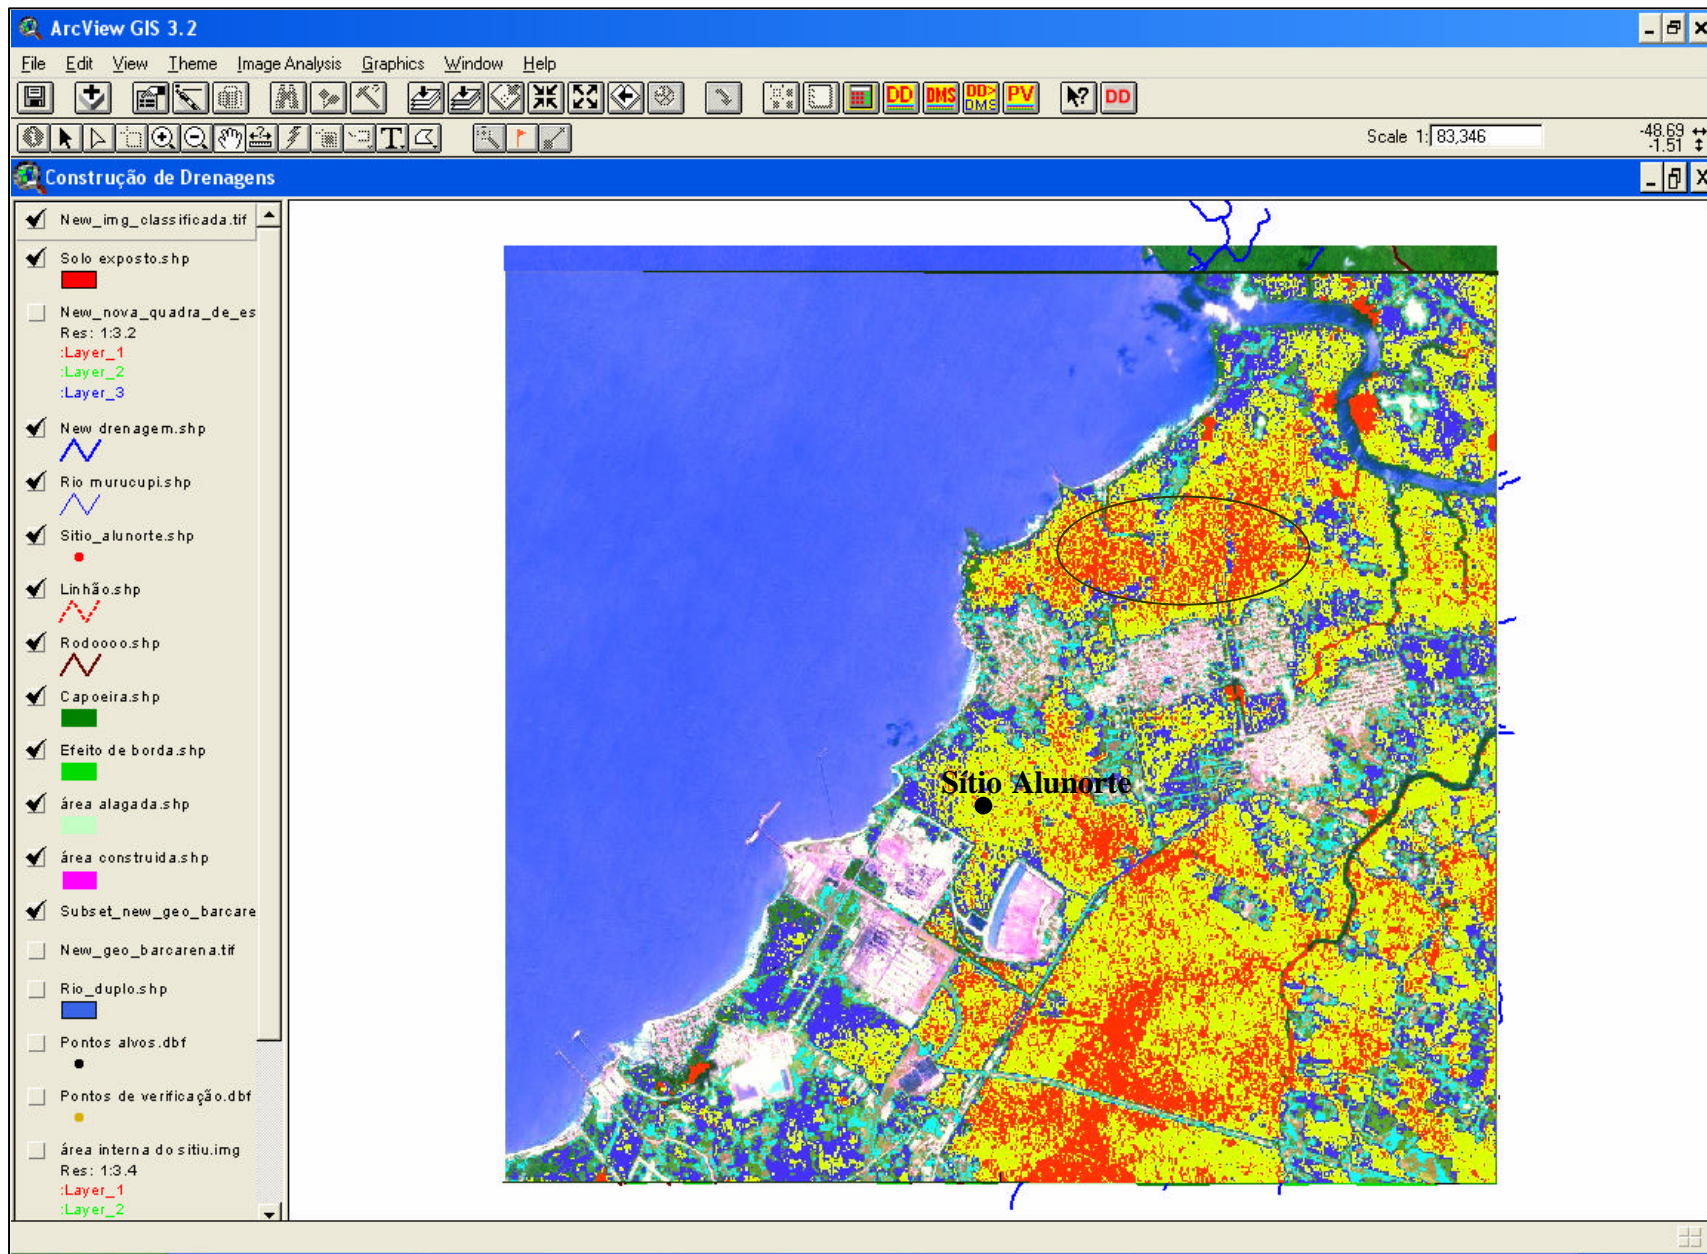 ArcView GIS 3.2
File Edit View Theme Image Analysis Graphics Window Help
DD DMS DD> DMS PV ? DD
T
Scale 1: 83,346
-48.69
-1.51
Construção de Drenagens
New_img_classificada.tif
Solo exposto.shp
New_nova_quadra_de_es
Res: 1:3.2
:Layer_1
:Layer_2
:Layer_3
New drenagem.shp
Rio murucupi.shp
Sitio_alunorte.shp
Linhão.shp
Rodoooo.shp
Capoeira.shp
Efeito de borda.shp
área alagada.shp
área construida.shp
Subset_new_geo_barcare
New_geo_barcarena.tif
Rio_duplo.shp
Pontos alvos.dbf
Pontos de verificação.dbf
área interna do sitiu.img
Res: 1:3.4
:Layer_1
:Layer_2
Sítio Alunorte